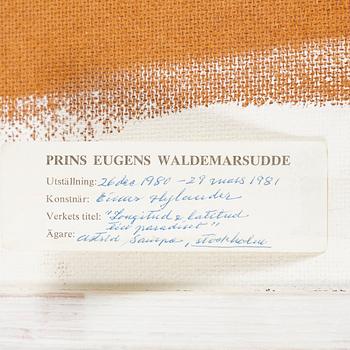 PRINS EUGENS WALDEMARSUDDE
Utställning: 26 dec 1980 - 29 mars 1981
Konstnär: Einar Hylander
Verkets titel: "Longitud & latitud
till paradiset"
Ägare: Astrid Sampe, Stockholm